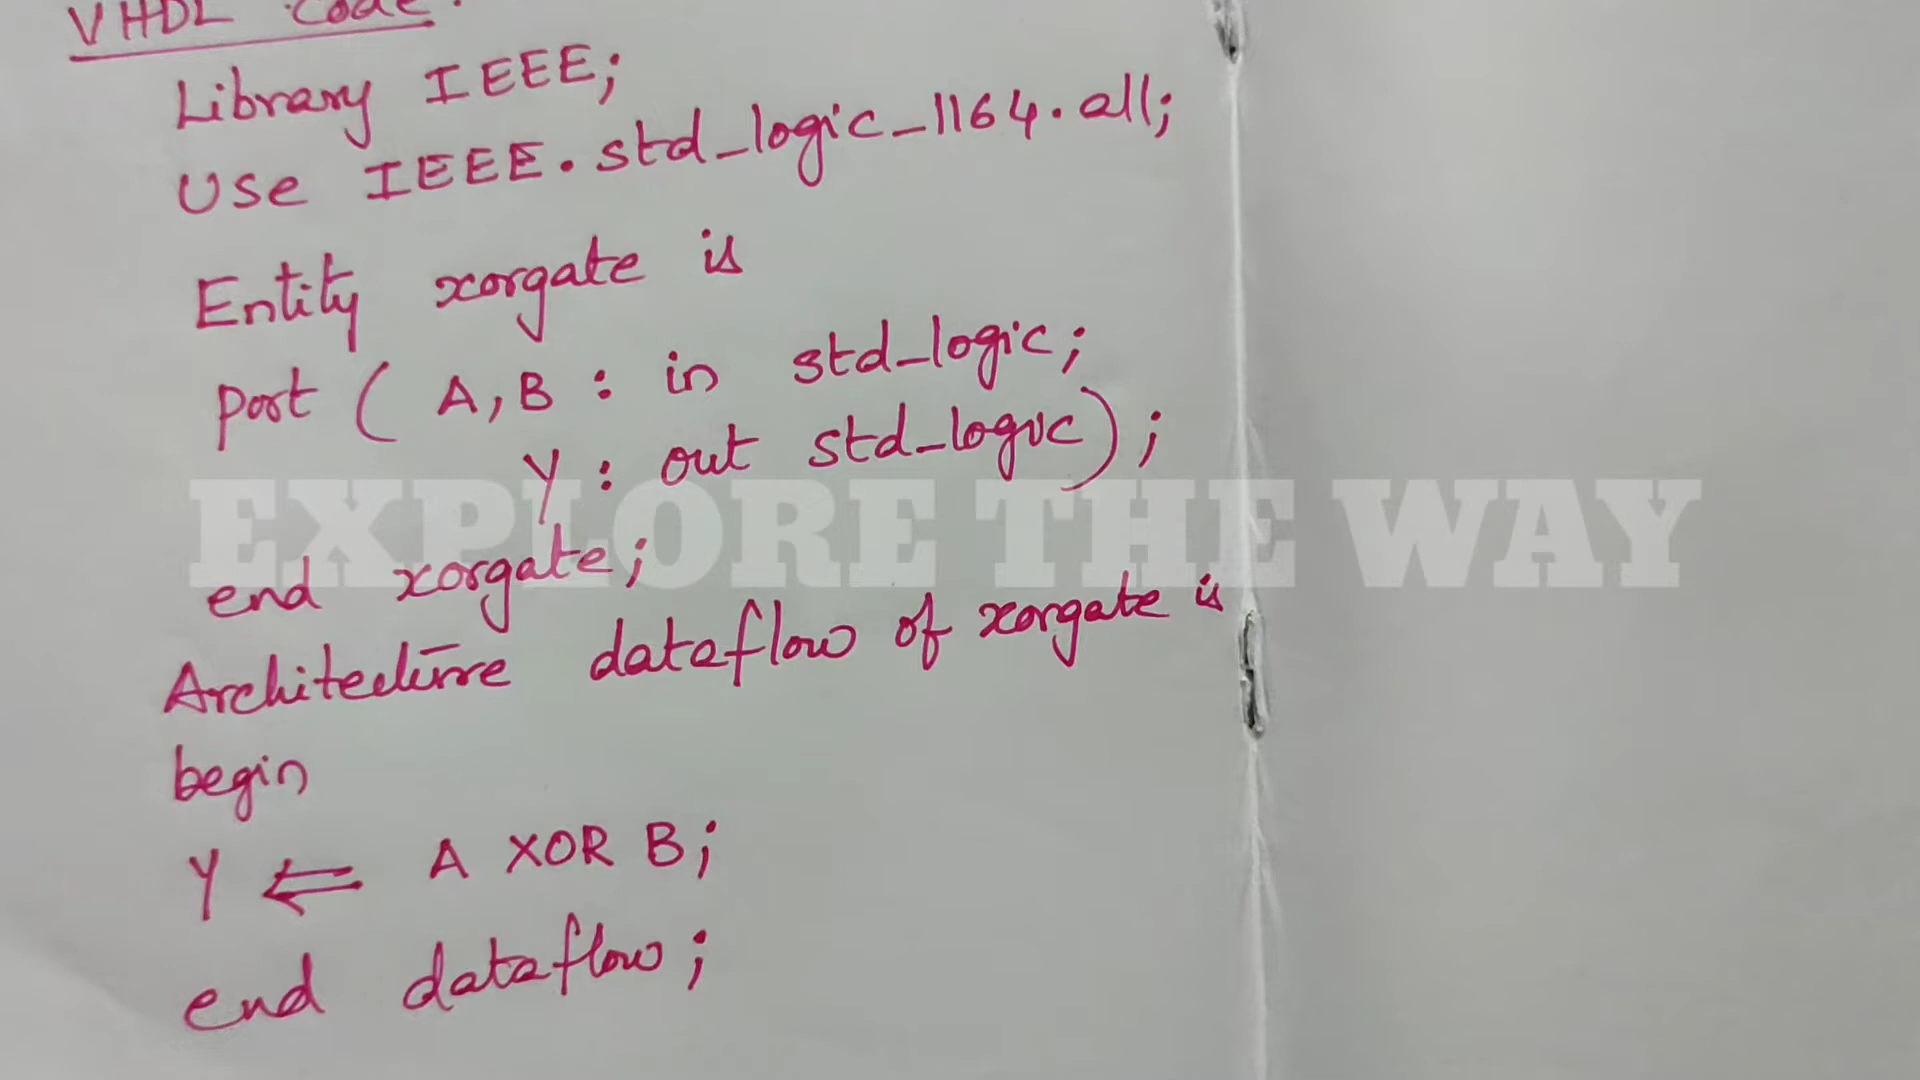 VHDL Code:
Library IEEE;
Use IEEE.std_logic_1164.all;
Entity xorgate is
port ( A, B : in std_logic;
Y : out std_logic);
EXPLORE THE WAY
end xorgate;
Architecture dataflow of xorgate is
begin
Y <= A XOR B;
end dataflow;